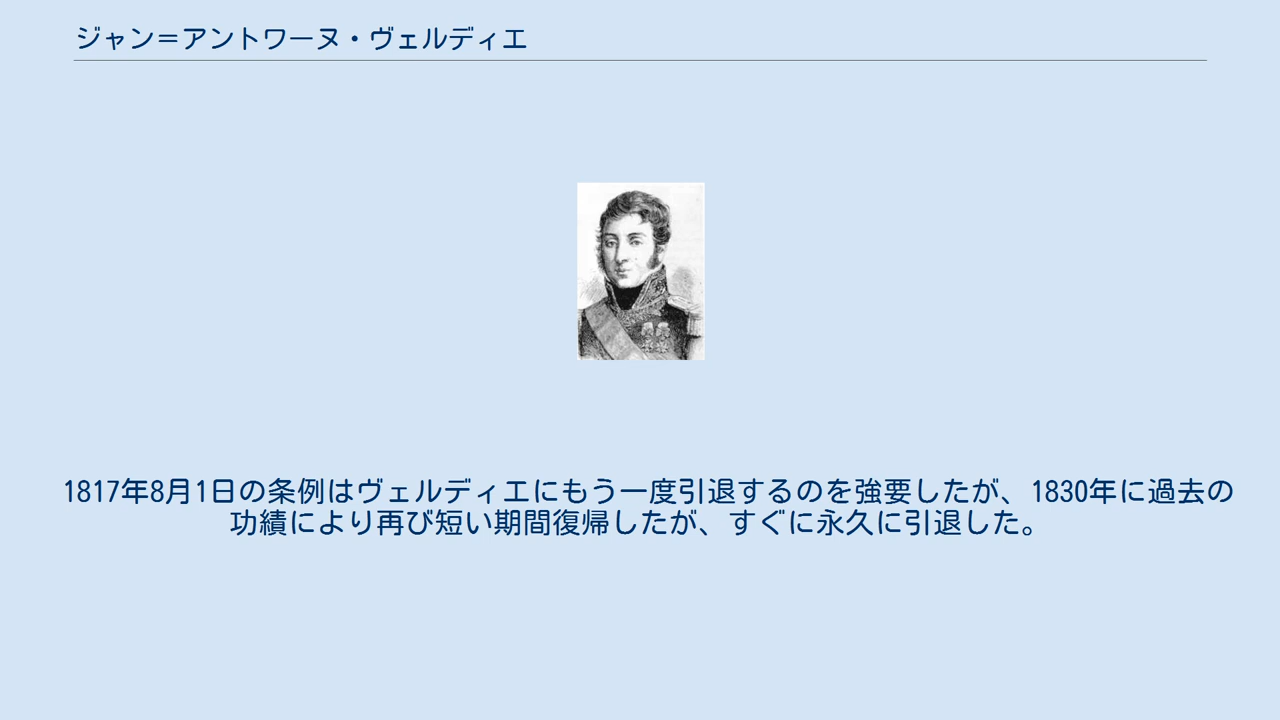 ジャン＝アントワーヌ・ヴェルディエ
1817年8月1日の条例はヴェルディエにもう一度引退するのを強要したが、1830年に過去の
功績により再び短い期間復帰したが、すぐに永久に引退した。